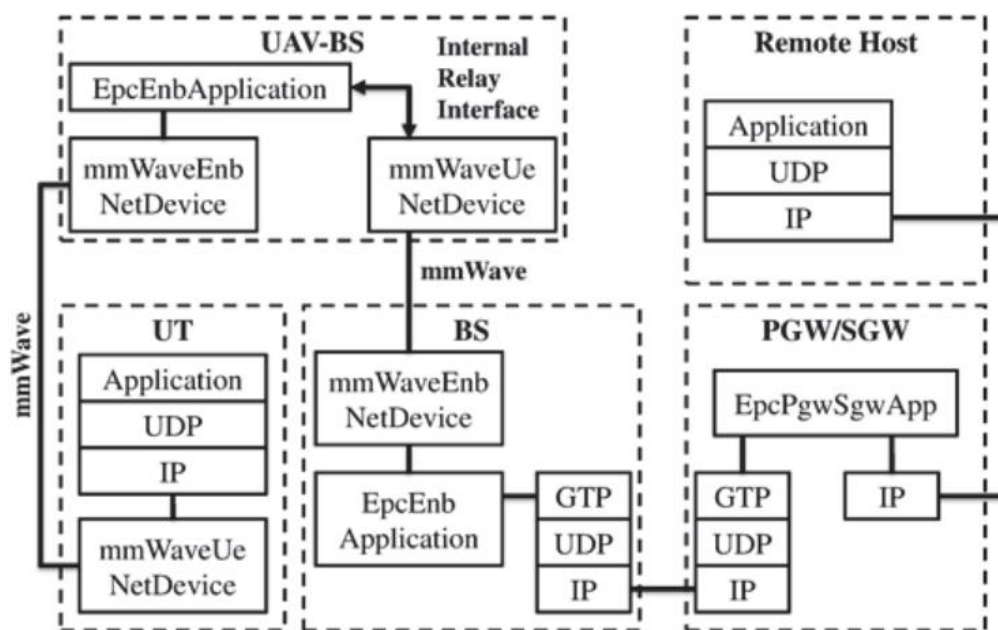 UAV-BS
Internal
Relay
Interface
EpcEnbApplication
mmWaveEnb
NetDevice
mmWaveUe
NetDevice
mmWave
mmWave
Remote Host
Application
UDP
IP
UT
Application
UDP
IP
mmWaveUe
NetDevice
BS
mmWaveEnb
NetDevice
EpcEnb
Application
GTP
UDP
IP
PGW/SGW
EpcPgwSgwApp
GTP
UDP
IP
IP